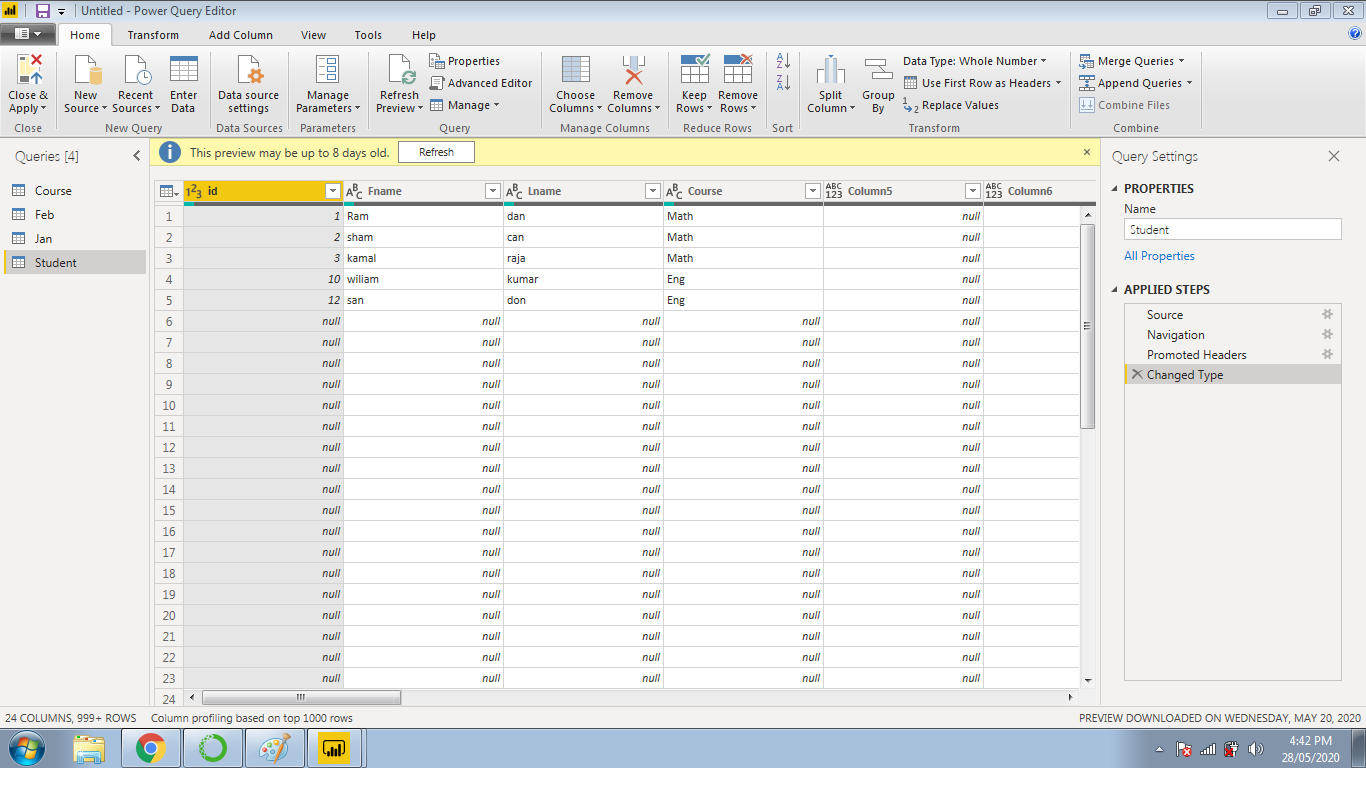 Untitled - Power Query Editor
Home Transform Add Column View Tools Help
Close & Apply
New Source
Recent Sources
Enter Data
Data source settings
Manage Parameters
Refresh Preview
Properties
Advanced Editor
Manage
Choose Columns
Remove Columns
Keep Rows
Remove Rows
Split Column
Group By
Data Type: Whole Number
Use First Row as Headers
Replace Values
Merge Queries
Append Queries
Combine Files
Close New Query Data Sources Parameters Query Manage Columns Reduce Rows Sort Transform Combine
Queries [4]
Course
Feb
Jan
Student
This preview may be up to 8 days old. Refresh
id Fname Lname Course Column5 Column6
1 1 Ram dan Math null
2 2 sham can Math null
3 3 kamal raja Math null
4 10 wiliam kumar Eng null
5 12 san don Eng null
6 null null null null null
7 null null null null null
8 null null null null null
9 null null null null null
10 null null null null null
11 null null null null null
12 null null null null null
13 null null null null null
14 null null null null null
15 null null null null null
16 null null null null null
17 null null null null null
18 null null null null null
19 null null null null null
20 null null null null null
21 null null null null null
22 null null null null null
23 null null null null null
24
Query Settings
PROPERTIES
Name
Student
All Properties
APPLIED STEPS
Source
Navigation
Promoted Headers
Changed Type
24 COLUMNS, 999+ ROWS Column profiling based on top 1000 rows
PREVIEW DOWNLOADED ON WEDNESDAY, MAY 20, 2020
4:42 PM
28/05/2020